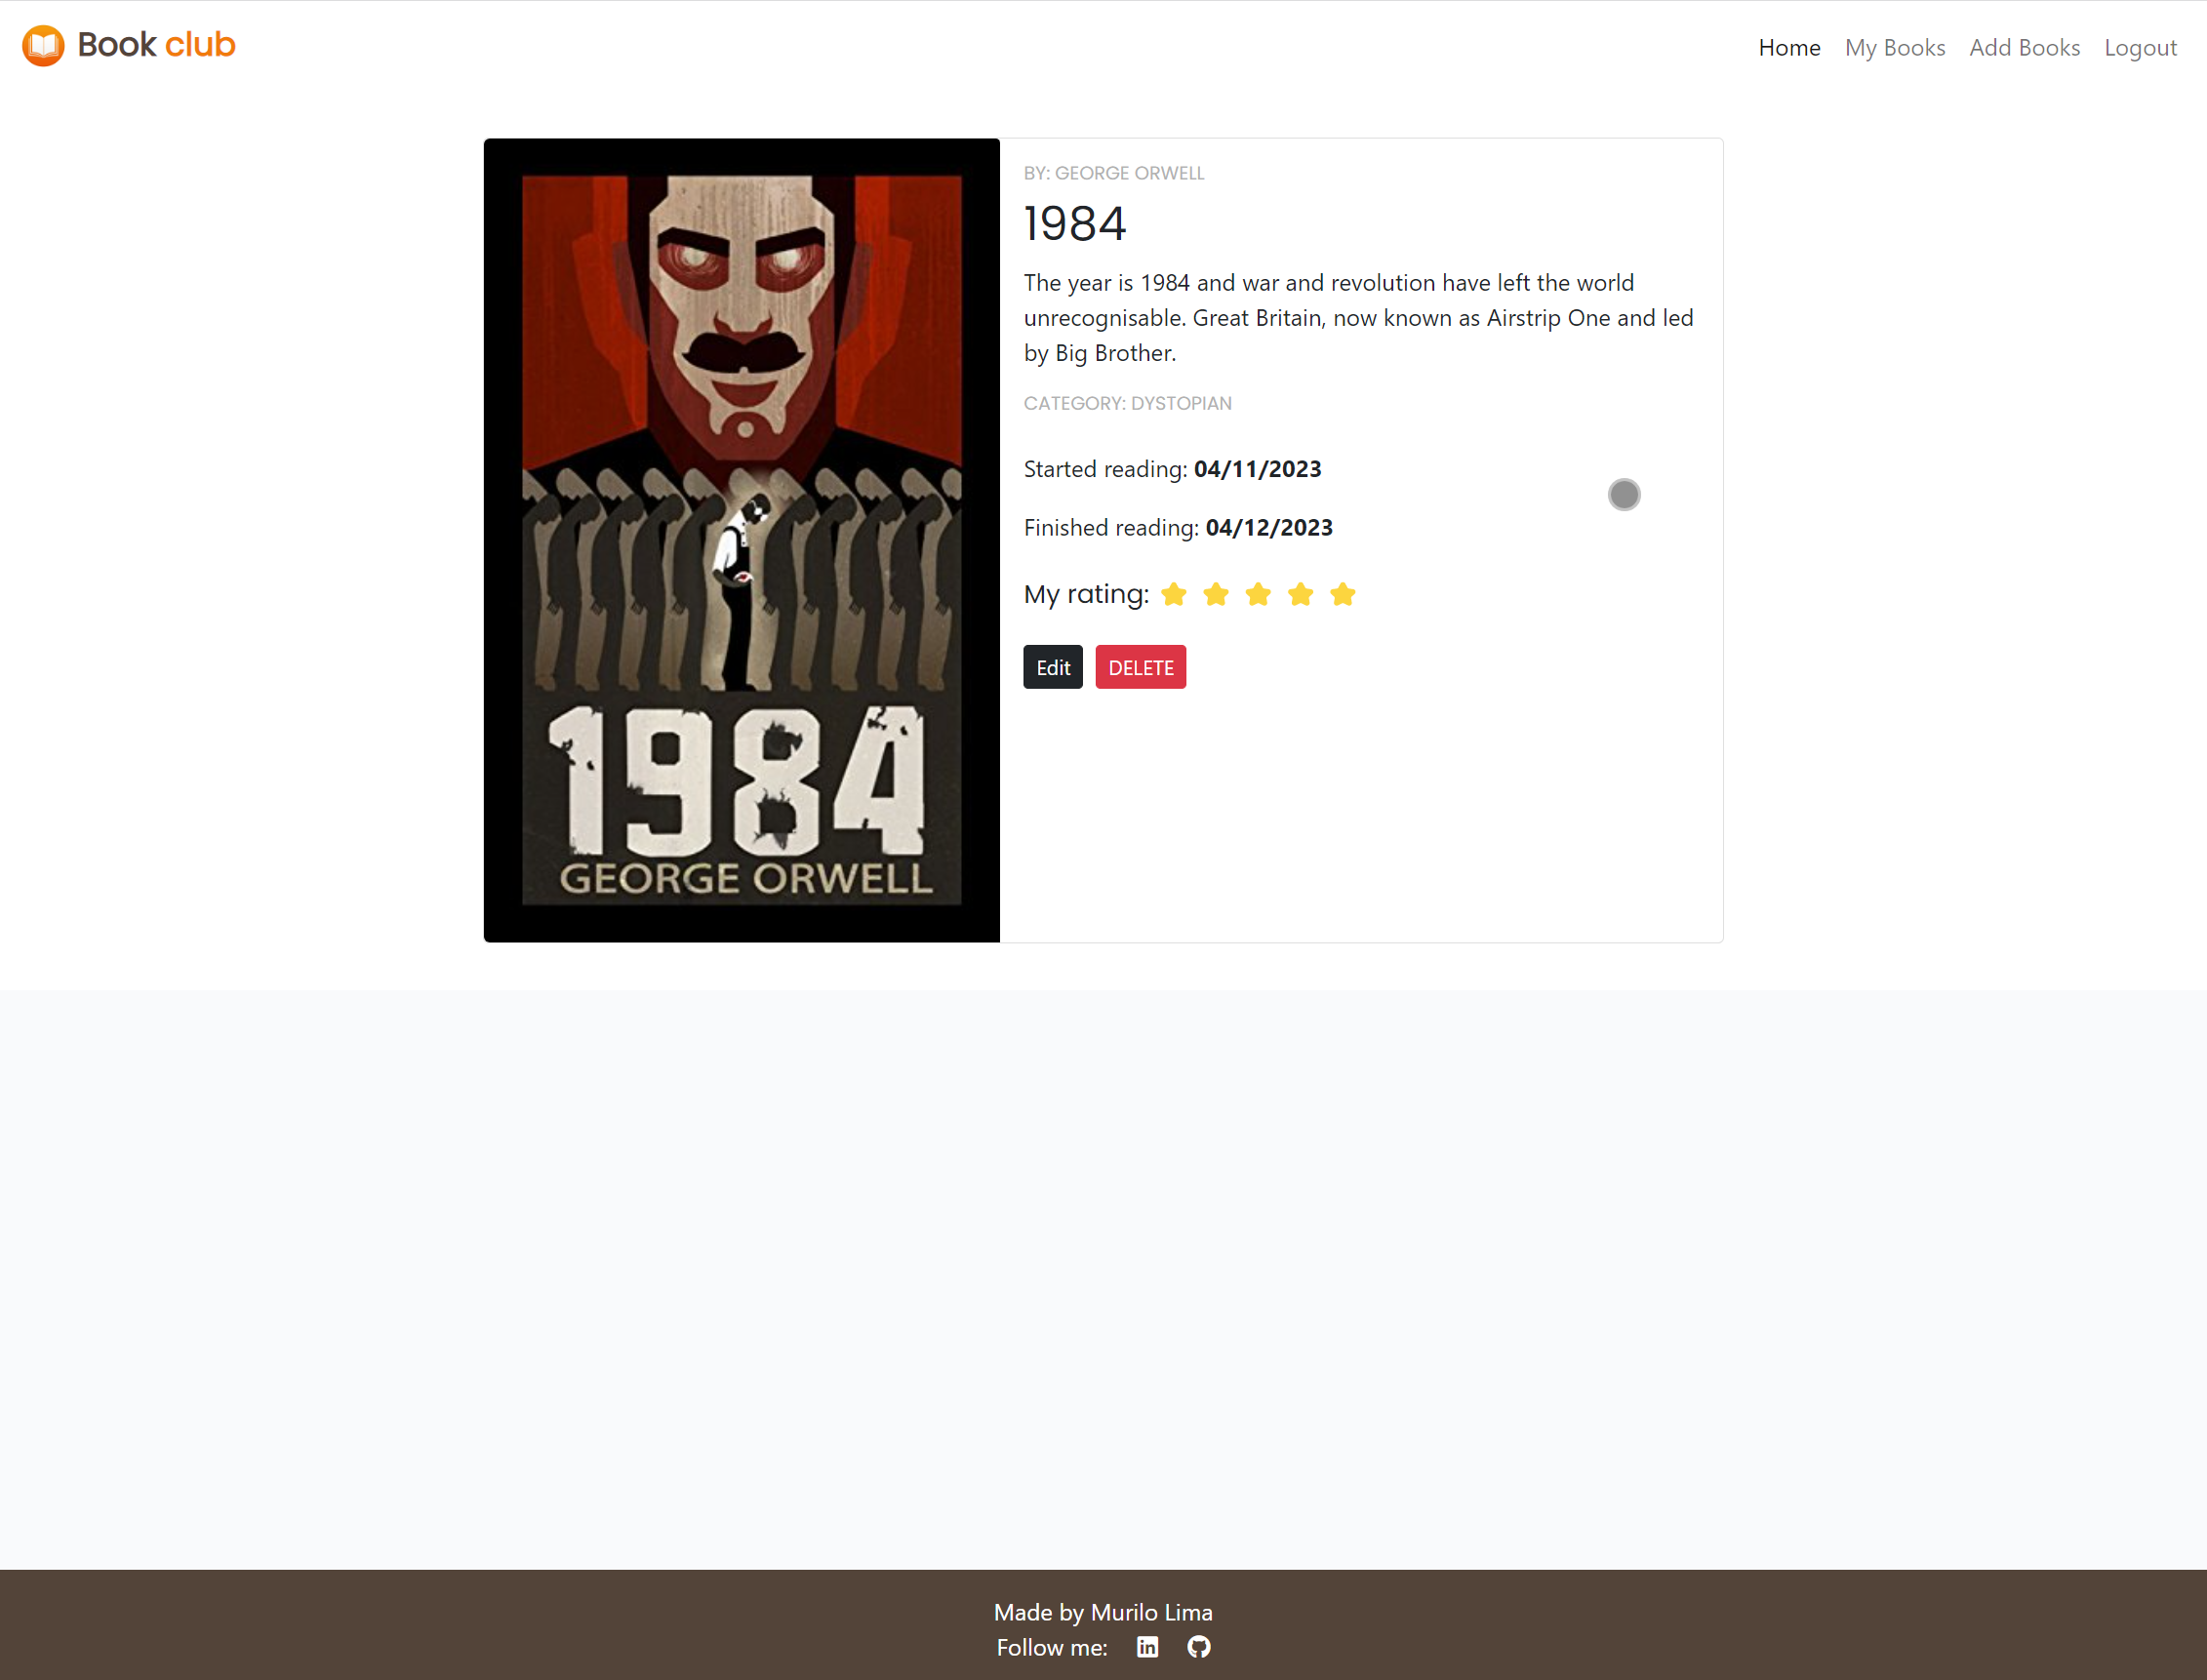 Book club
Home My Books Add Books Logout
BY: GEORGE ORWELL
1984
The year is 1984 and war and revolution have left the world
unrecognisable. Great Britain, now known as Airstrip One and led
by Big Brother.
CATEGORY: DYSTOPIAN
Started reading: 04/11/2023
Finished reading: 04/12/2023
My rating:
Edit DELETE
1984
GEORGE ORWELL
Made by Murilo Lima
Follow me: in